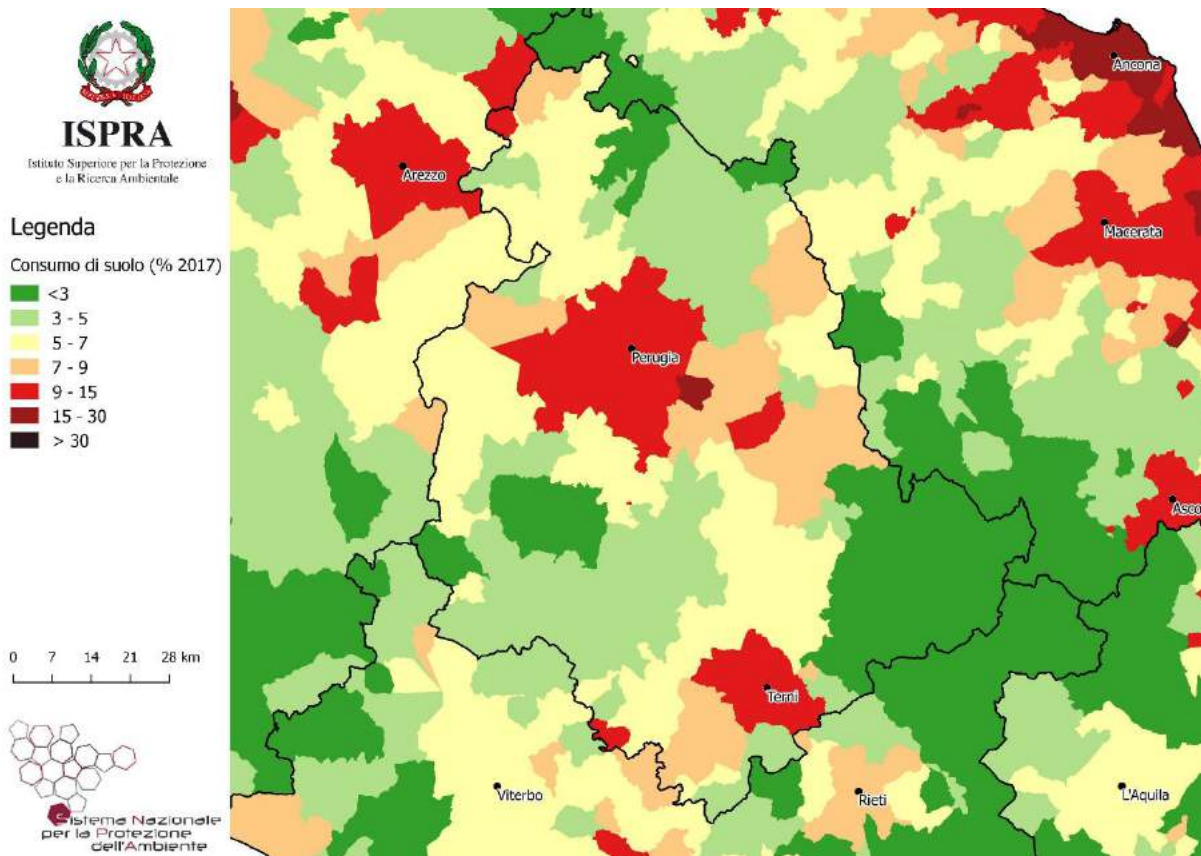 ISPRA
Istituto Superiore per la Protezione
e la Ricerca Ambientale
Legenda
Consumo di suolo (% 2017)
<3
3 - 5
5 - 7
7 - 9
9 - 15
15 - 30
> 30
0 7 14 21 28 km
Sistema Nazionale
per la Protezione
dell'Ambiente
Ancona
Arezzo
Macerata
Perugia
Asco
Terni
Viterbo
Rieti
L'Aquila